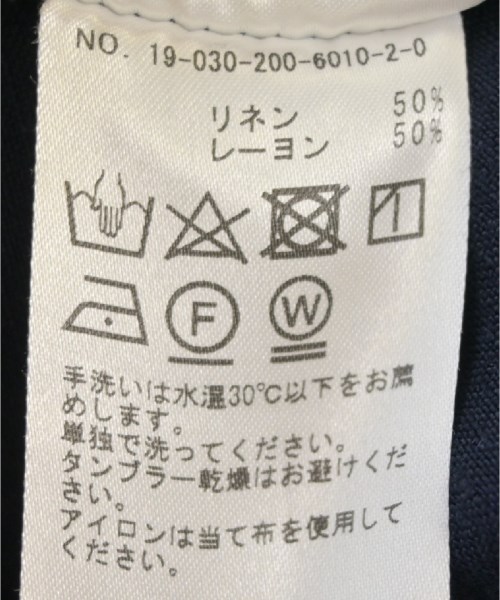 NO. 19-030-200-6010-2-0
リネン 50%
レーヨン 50%
F W
手洗いは水温30℃以下をお薦
めします。
単独で洗ってください。
タンブラー乾燥はお避けくだ
さい。
アイロンは当て布を使用して
ください。